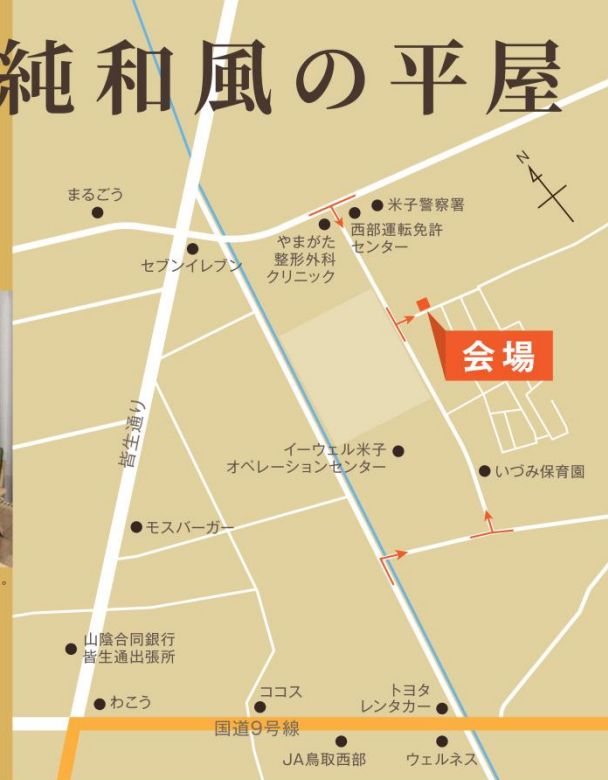 純和風の平屋
N
まるごう
米子警察署
西部運転免許
センター
やまがた
整形外科
クリニック
セブンイレブン
会場
皆生通り
イーウェル米子
オペレーションセンター
いづみ保育園
モスバーガー
。
山陰合同銀行
皆生通出張所
わこう
ココス
トヨタ
レンタカー
国道9号線
JA鳥取西部
ウェルネス